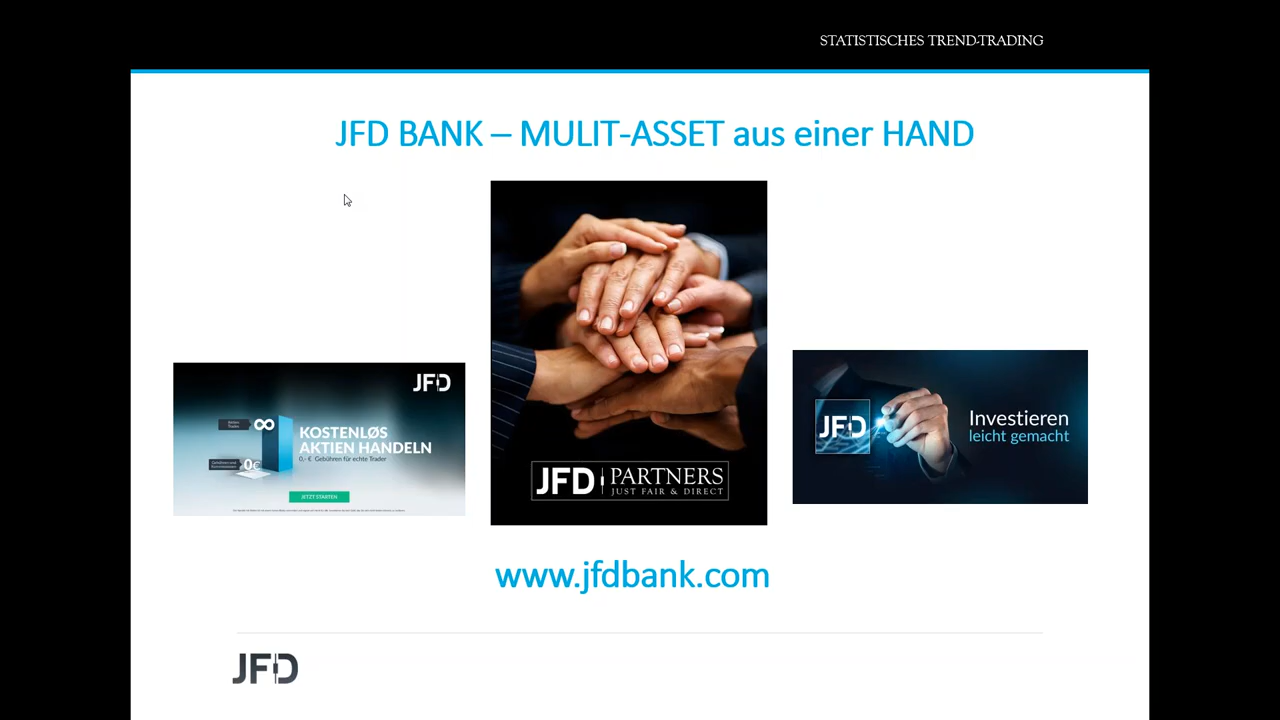 STATISTISCHES TREND-TRADING
JFD BANK – MULIT-ASSET aus einer HAND
JFD
KOSTENLØS
AKTIEN HANDELN
0,- € Gebühren für echte Trader
∞
0€
JETZT STARTEN
JFD PARTNERS
JUST FAIR & DIRECT
JFD
Investieren
leicht gemacht
www.jfdbank.com
JFD